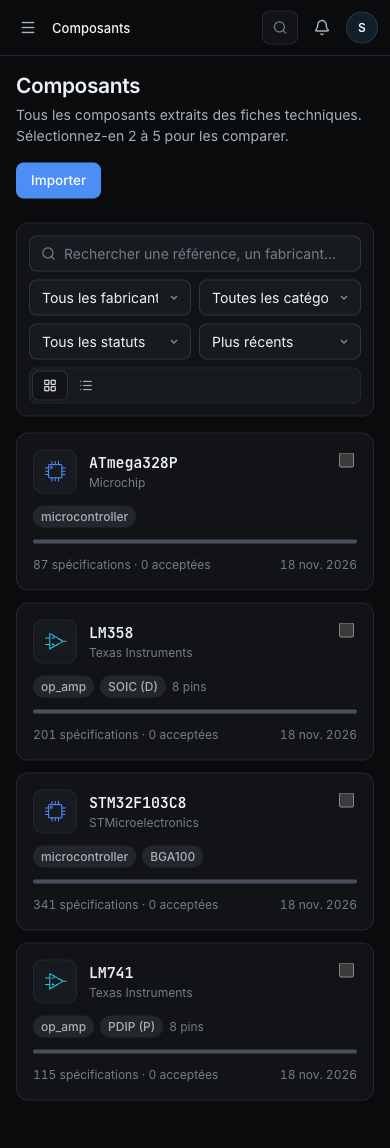 Composants
S
Composants
Tous les composants extraits des fiches techniques.
Sélectionnez-en 2 à 5 pour les comparer.
Importer
Rechercher une référence, un fabricant…
Tous les fabricant
Toutes les catégo
Tous les statuts
Plus récents
ATmega328P
Microchip
microcontroller
87 spécifications · 0 acceptées
18 nov. 2026
LM358
Texas Instruments
op_amp
SOIC (D)
8 pins
201 spécifications · 0 acceptées
18 nov. 2026
STM32F103C8
STMicroelectronics
microcontroller
BGA100
341 spécifications · 0 acceptées
18 nov. 2026
LM741
Texas Instruments
op_amp
PDIP (P)
8 pins
115 spécifications · 0 acceptées
18 nov. 2026